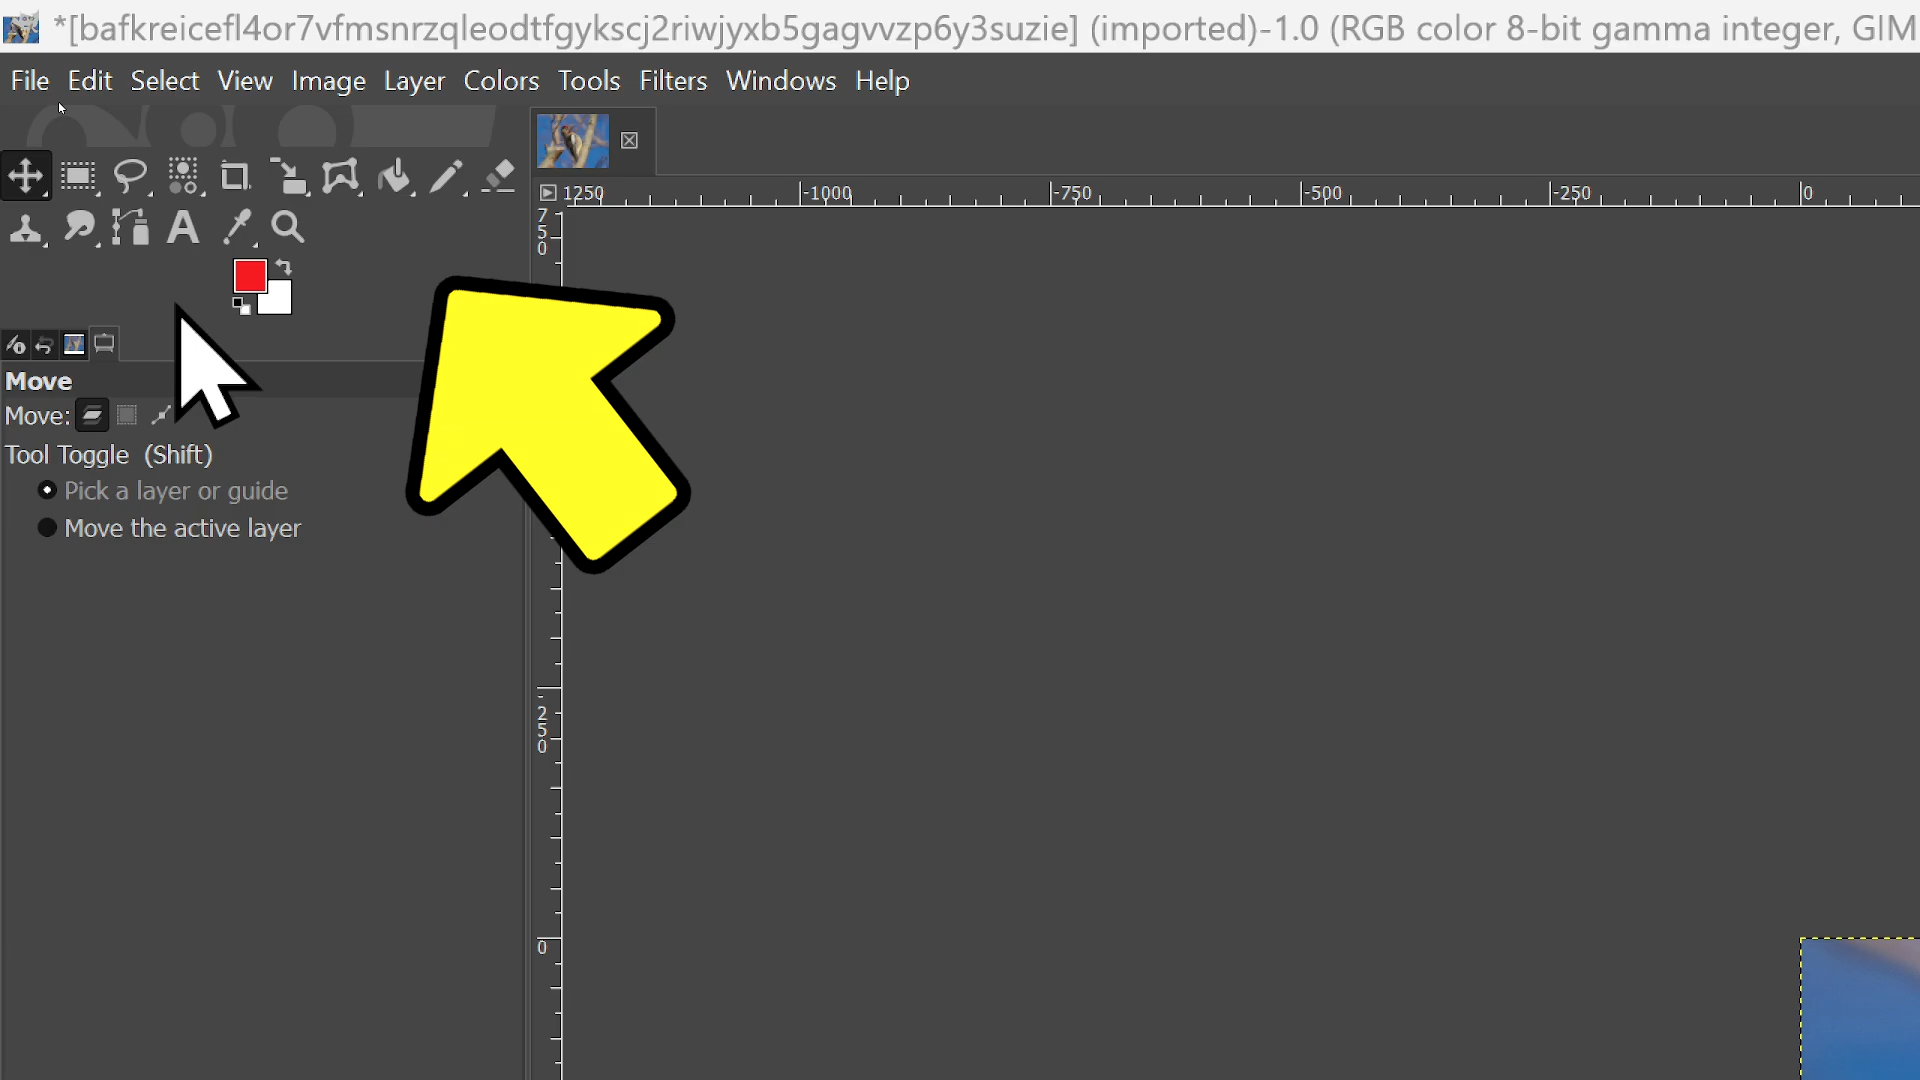 *[bafkreicefl4or7vfmsnrzqleodtfgykscj2riwjyxb5gagvvzp6y3suzie] (imported)-1.0 (RGB color 8-bit gamma integer, GIM
File Edit Select View Image Layer Colors Tools Filters Windows Help
1250 -1000 -750 -500 -250 0
750
Move
Move:
Tool Toggle (Shift)
Pick a layer or guide
Move the active layer
-250
0